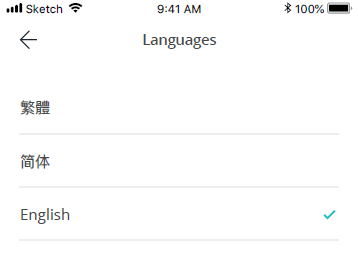 Sketch 9:41 AM 100%
Languages
繁體
简体
English